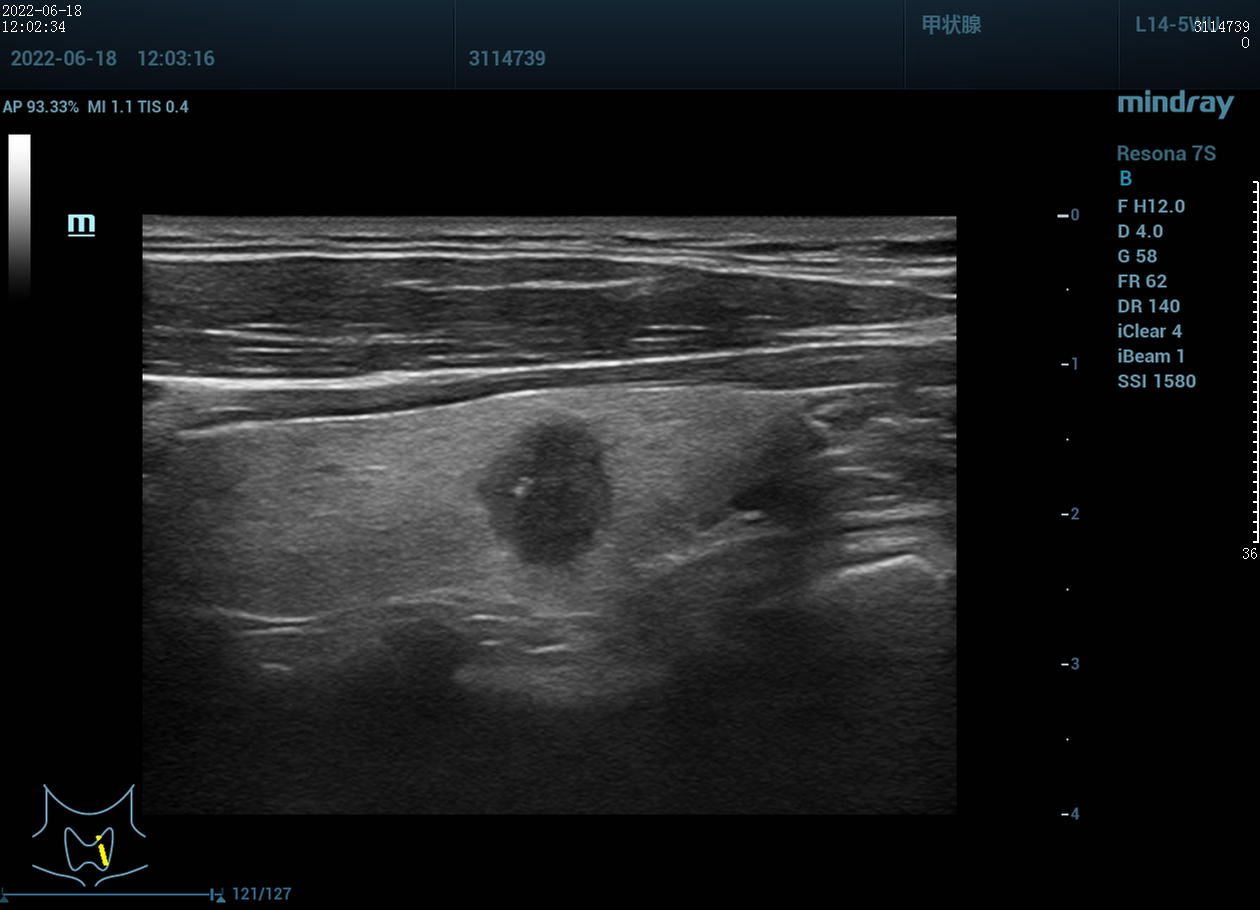 2022-06-18
12:02:34
2022-06-18 12:03:16
3114739
甲状腺
3114739
0
AP 93.33% MI 1.1 TIS 0.4
mindray
Resona 7S
B
F H12.0
D 4.0
G 58
FR 62
DR 140
iClear 4
iBeam 1
SSI 1580
m
0
1
2
3
4
36
121/127